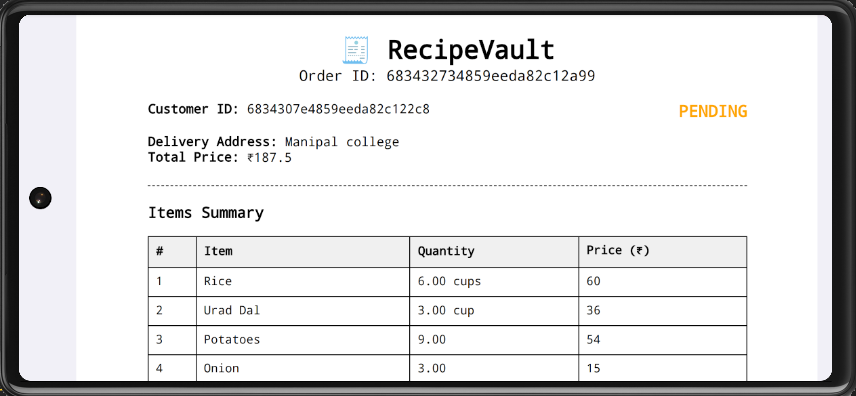 RecipeVault
Order ID: 683432734859eeda82c12a99
Customer ID: 6834307e4859eeda82c122c8
PENDING
Delivery Address: Manipal college
Total Price: ₹187.5
Items Summary
# Item Quantity Price (₹)
1 Rice 6.00 cups 60
2 Urad Dal 3.00 cup 36
3 Potatoes 9.00 54
4 Onion 3.00 15